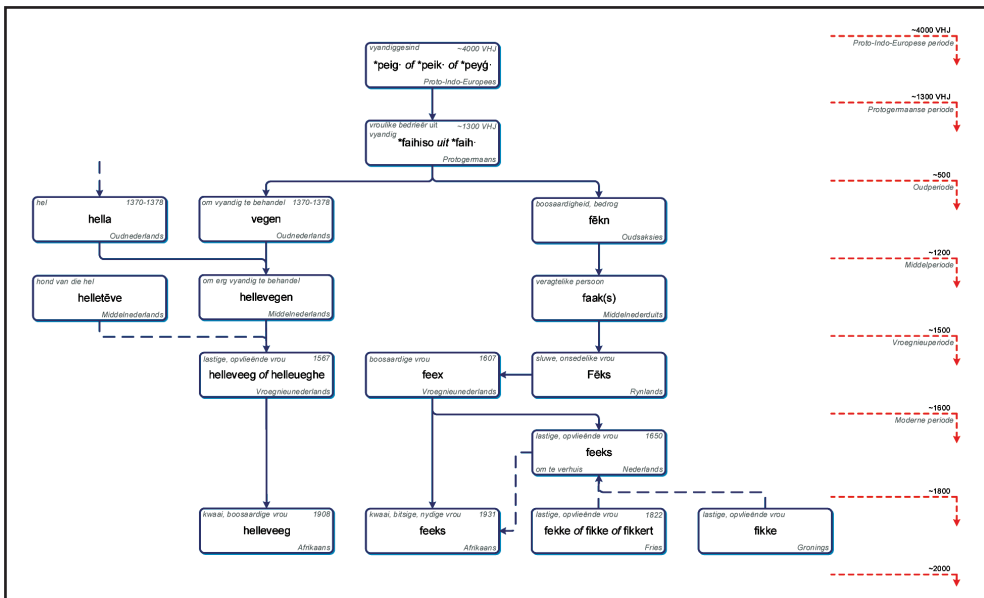 vyandiggesind ~4000 VHJ
*peig· of *peik· of *peyǵ·
Proto-Indo-Europees
vroulike bedrieër uit ~1300 VHJ
vyandig
*faihiso uit *faih·
Protogermaans
hel 1370-1378
hella
Oudnederlands
om vyandig te behandel 1370-1378
vegen
Oudnederlands
boosaardigheid, bedrog
fēkn
Oudsaksies
hond van die hel
helletēve
Middelnederlands
om erg vyandig te behandel
hellevegen
Middelnederlands
veragtelike persoon
faak(s)
Middelnederduits
lastige, opvlieënde vrou 1567
helleveeg of helleueghe
Vroegnieunederlands
boosaardige vrou 1607
feex
Vroegnieunederlands
sluwe, onsedelike vrou
Fēks
Rynlands
lastige, opvlieënde vrou 1650
feeks
om te verhuis Nederlands
kwaai, boosaardige vrou 1908
helleveeg
Afrikaans
kwaai, bitsige, nydige vrou 1931
feeks
Afrikaans
lastige, opvlieënde vrou 1822
fekke of fikke of fikkert
Fries
lastige, opvlieënde vrou
fikke
Gronings
~4000 VHJ
Proto-Indo-Europese periode
~1300 VHJ
Protogermaanse periode
~500
Oudperiode
~1200
Middelperiode
~1500
Vroegnieuperiode
~1600
Moderne periode
~1800
~2000